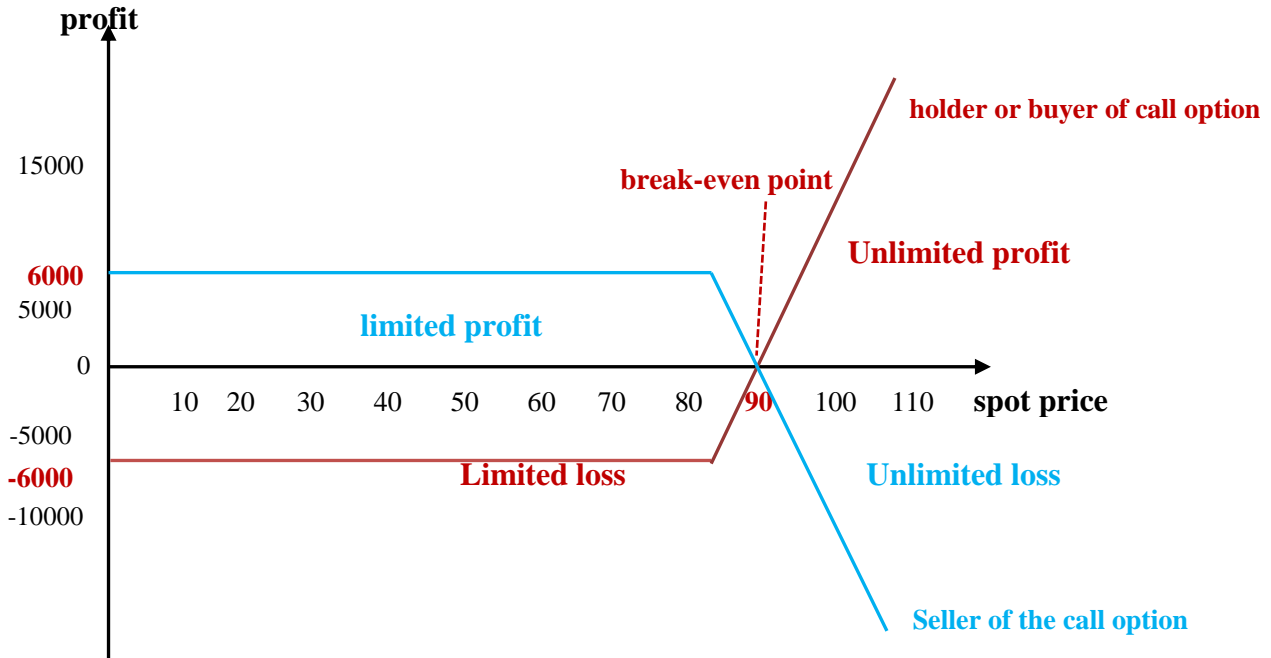 profit
holder or buyer of call option
15000
break-even point
Unlimited profit
6000
5000
limited profit
0
10 20 30 40 50 60 70 80 90 100 110 spot price
-5000
-6000
Limited loss
Unlimited loss
-10000
Seller of the call option